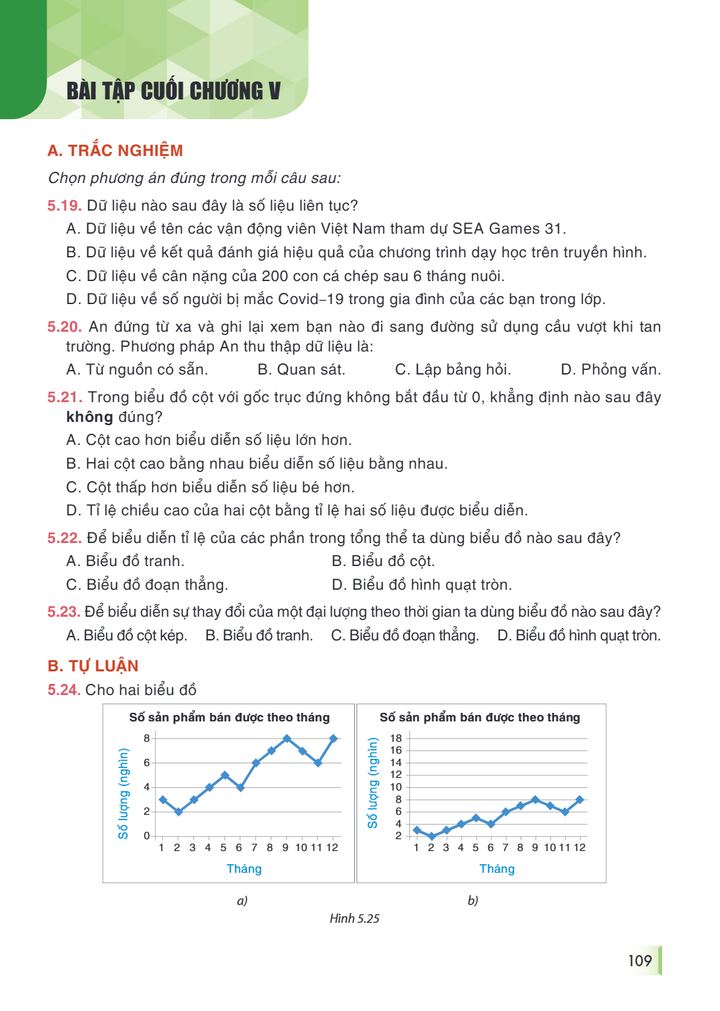 BÀI TẬP CUỐI CHƯƠNG V
A. TRẮC NGHIỆM
Chọn phương án đúng trong mỗi câu sau:
5.19. Dữ liệu nào sau đây là số liệu liên tục?
A. Dữ liệu về tên các vận động viên Việt Nam tham dự SEA Games 31.
B. Dữ liệu về kết quả đánh giá hiệu quả của chương trình dạy học trên truyền hình.
C. Dữ liệu về cân nặng của 200 con cá chép sau 6 tháng nuôi.
D. Dữ liệu về số người bị mắc Covid–19 trong gia đình của các bạn trong lớp.
5.20. An đứng từ xa và ghi lại xem bạn nào đi sang đường sử dụng cầu vượt khi tan
trường. Phương pháp An thu thập dữ liệu là:
A. Từ nguồn có sẵn. B. Quan sát. C. Lập bảng hỏi. D. Phỏng vấn.
5.21. Trong biểu đồ cột với gốc trục đứng không bắt đầu từ 0, khẳng định nào sau đây
không đúng?
A. Cột cao hơn biểu diễn số liệu lớn hơn.
B. Hai cột cao bằng nhau biểu diễn số liệu bằng nhau.
C. Cột thấp hơn biểu diễn số liệu bé hơn.
D. Tỉ lệ chiều cao của hai cột bằng tỉ lệ hai số liệu được biểu diễn.
5.22. Để biểu diễn tỉ lệ của các phần trong tổng thể ta dùng biểu đồ nào sau đây?
A. Biểu đồ tranh. B. Biểu đồ cột.
C. Biểu đồ đoạn thẳng. D. Biểu đồ hình quạt tròn.
5.23. Để biểu diễn sự thay đổi của một đại lượng theo thời gian ta dùng biểu đồ nào sau đây?
A. Biểu đồ cột kép. B. Biểu đồ tranh. C. Biểu đồ đoạn thẳng. D. Biểu đồ hình quạt tròn.
B. TỰ LUẬN
5.24. Cho hai biểu đồ
Số sản phẩm bán được theo tháng
Số lượng (nghìn)
8
6
4
2
0
1 2 3 4 5 6 7 8 9 10 11 12
Tháng
a)
Số sản phẩm bán được theo tháng
Số lượng (nghìn)
18
16
14
12
10
8
6
4
2
1 2 3 4 5 6 7 8 9 10 11 12
Tháng
b)
Hình 5.25
109